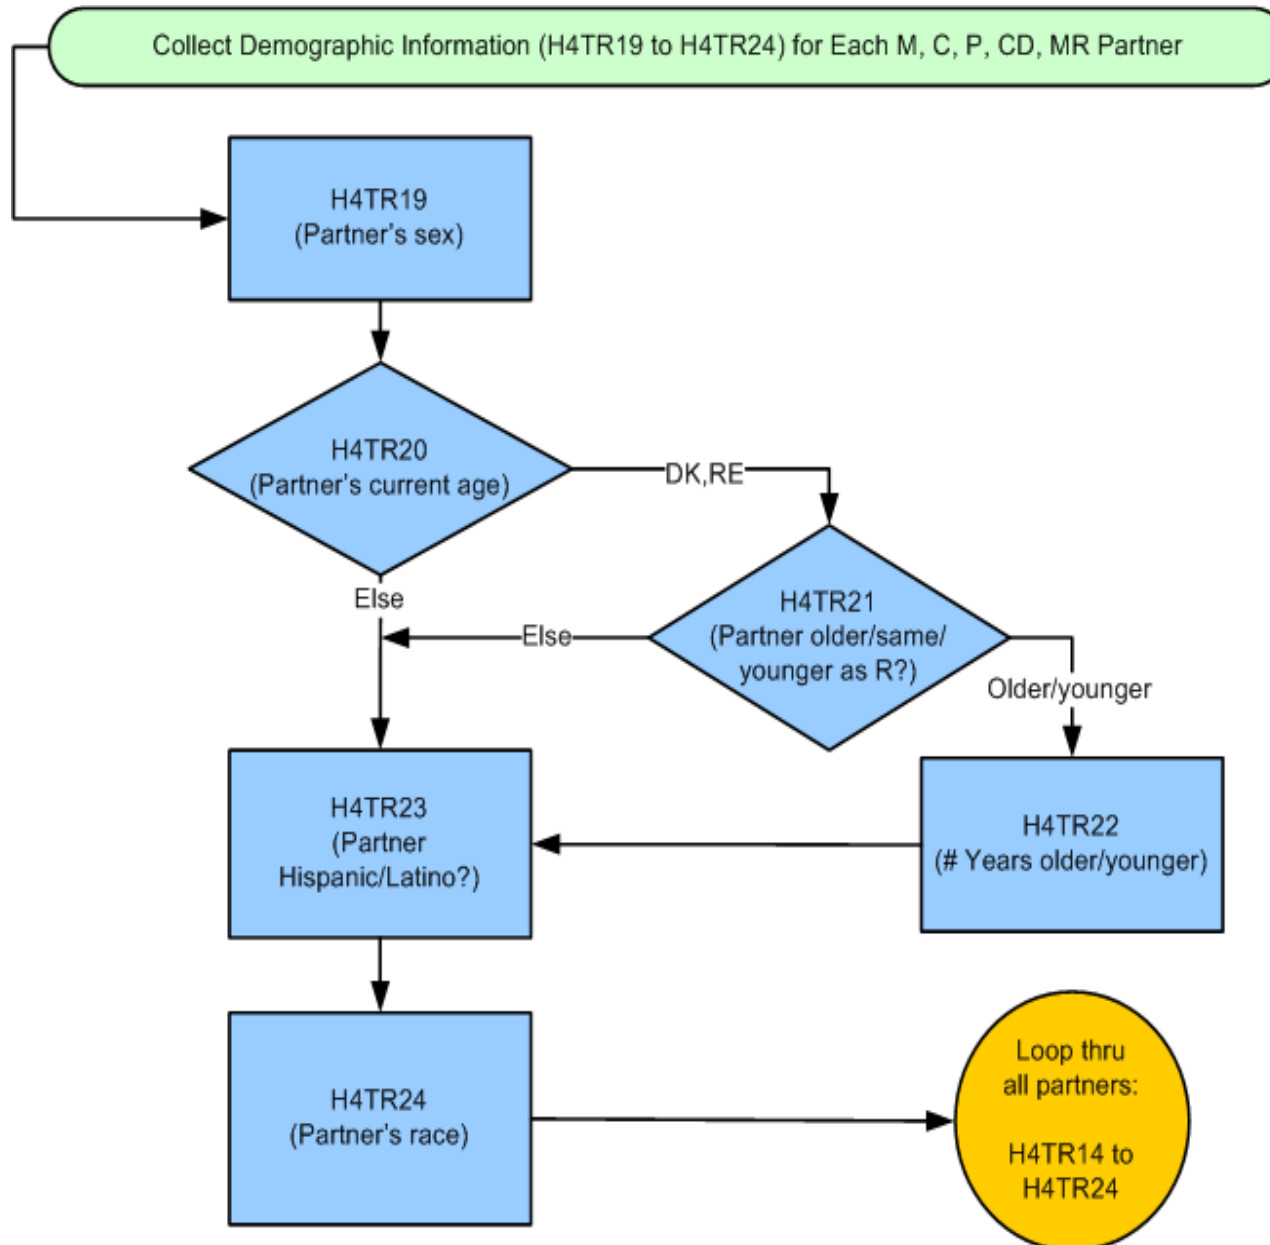 Collect Demographic Information (H4TR19 to H4TR24) for Each M, C, P, CD, MR Partner
H4TR19
(Partner's sex)
H4TR20
(Partner's current age)
DK,RE
Else
H4TR21
(Partner older/same/
younger as R?)
Else
Older/younger
H4TR22
(# Years older/younger)
H4TR23
(Partner
Hispanic/Latino?)
H4TR24
(Partner's race)
Loop thru
all partners:
H4TR14 to
H4TR24